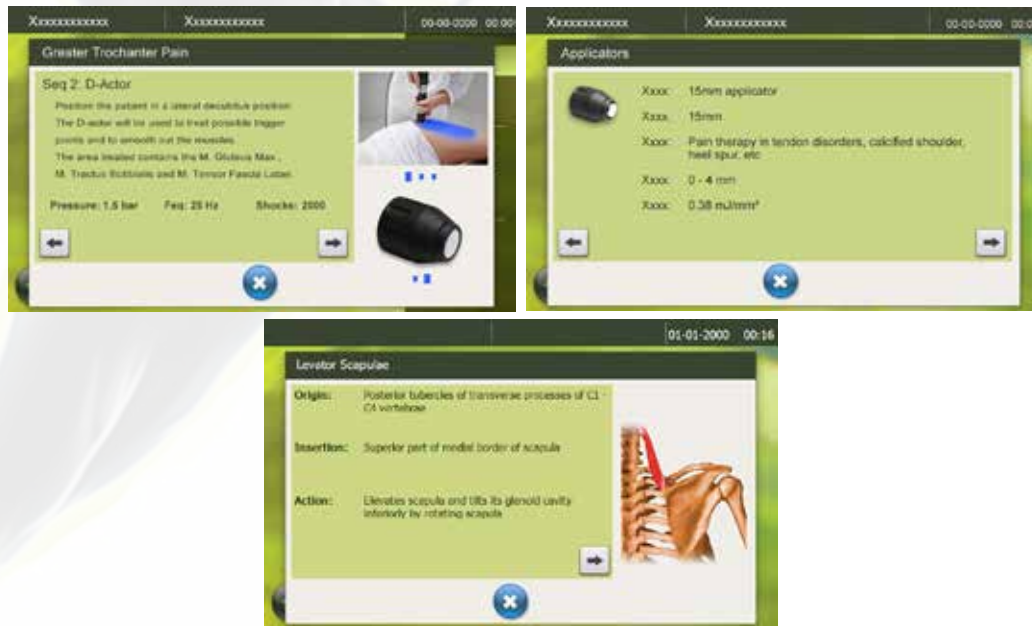 Xxxxxxxxxxx Xxxxxxxxxxxx 00-00-0000 00:00
Greater Trochanter Pain
Seq 2: D-Actor
Position the patient in a lateral decubitus position
The D-actor will be used to treat possible trigger
points and to smooth out the muscles.
The area treated contains the M. Gluteus Max.,
M. Tractus and M. Tensor Fascia Latae.
Pressure: 1.5 bar Feq: 25 Hz Shocks: 2000
Xxxxxxxxxxx Xxxxxxxxxxxx 00-00-0000
Applicators
Xxxx: 15mm applicator
Xxxx: 15mm
Xxxx: Pain therapy in tendon disorders, calcified shoulder,
heel spur, etc
Xxxx: 0 - 4 mm
Xxxx: 0.38 mJ/mm²
01-01-2000 00:16
Levator Scapulae
Origin: Posterior tubercles of transverse processes of C1 -
C4 vertebrae
Insertion: Superior part of medial border of scapula
Action: Elevates scapula and tilts its glenoid cavity
inferiorly by rotating scapula